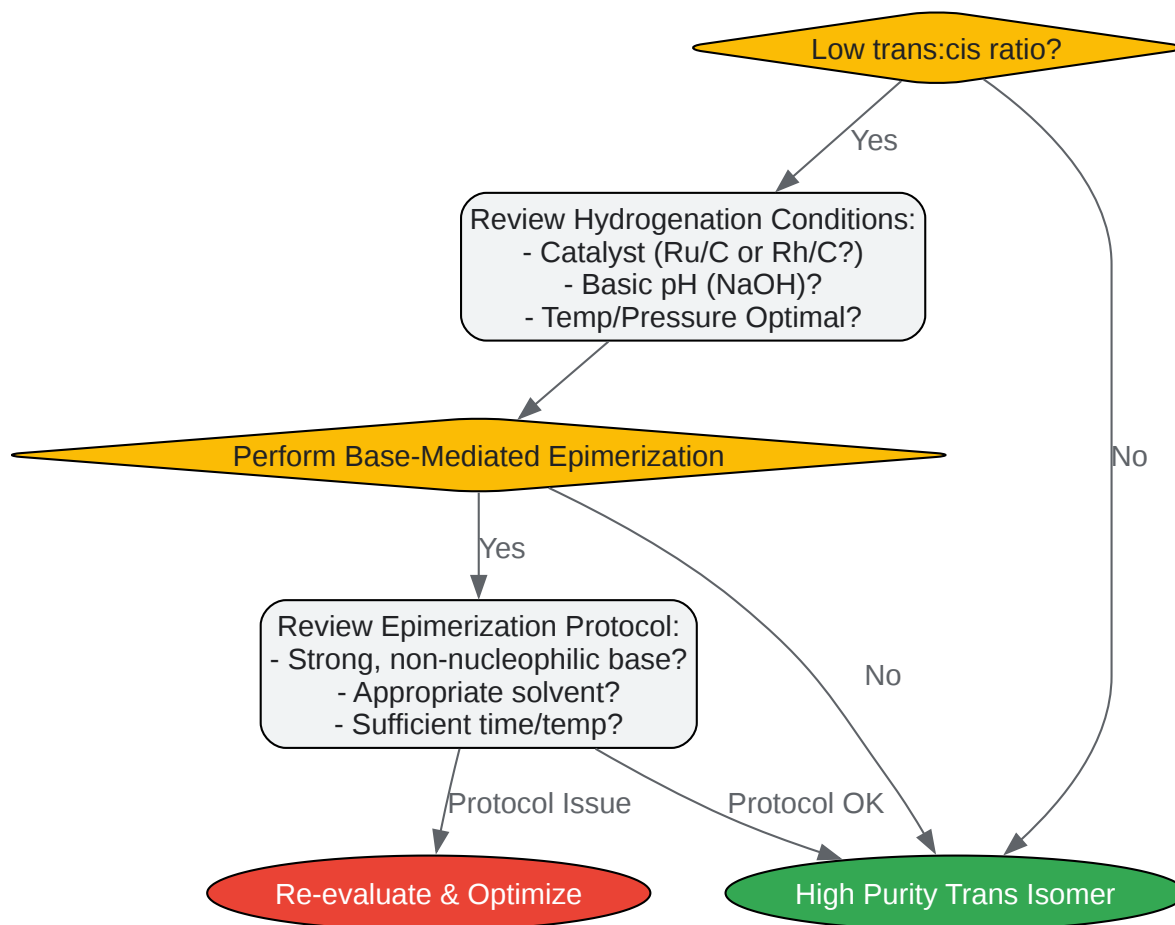 Low trans:cis ratio?
Yes
Review Hydrogenation Conditions:
- Catalyst (Ru/C or Rh/C?)
- Basic pH (NaOH)?
- Temp/Pressure Optimal?
No
Perform Base-Mediated Epimerization
Yes
Review Epimerization Protocol:
- Strong, non-nucleophilic base?
- Appropriate solvent?
- Sufficient time/temp?
No
Protocol Issue
Protocol OK
Re-evaluate & Optimize
High Purity Trans Isomer